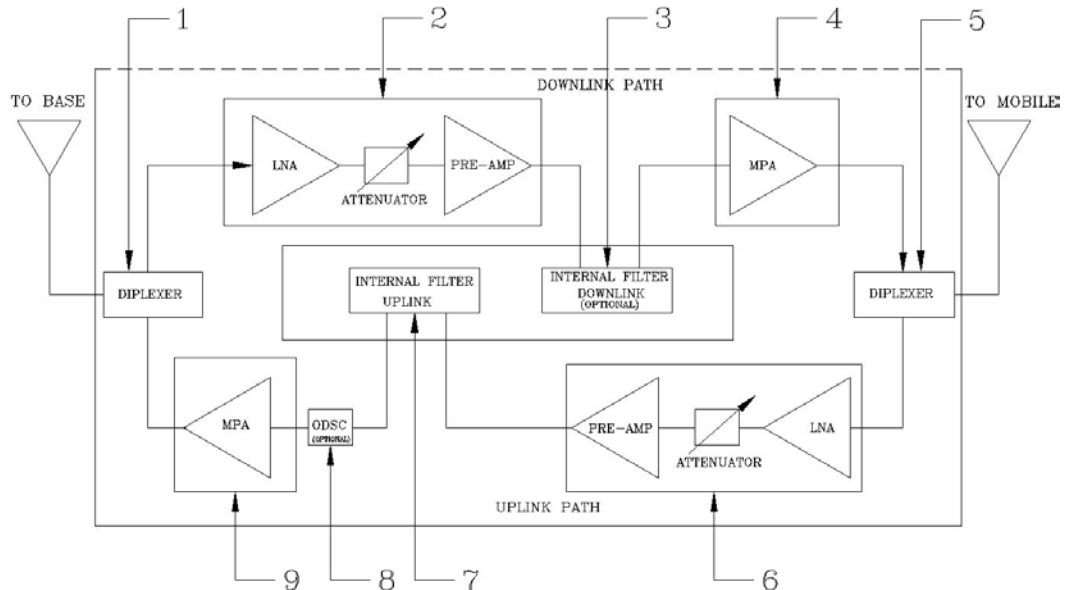 1
2
3
4
5
DOWNLINK PATH
TO BASE
TO MOBILE
LNA
PRE-AMP
MPA
ATTENUATOR
DIPLEXER
INTERNAL FILTER
UPLINK
INTERNAL FILTER
DOWNLINK
(OPTIONAL)
DIPLEXER
MPA
ODSC
(OPTIONAL)
PRE-AMP
LNA
ATTENUATOR
UPLINK PATH
9
8
7
6